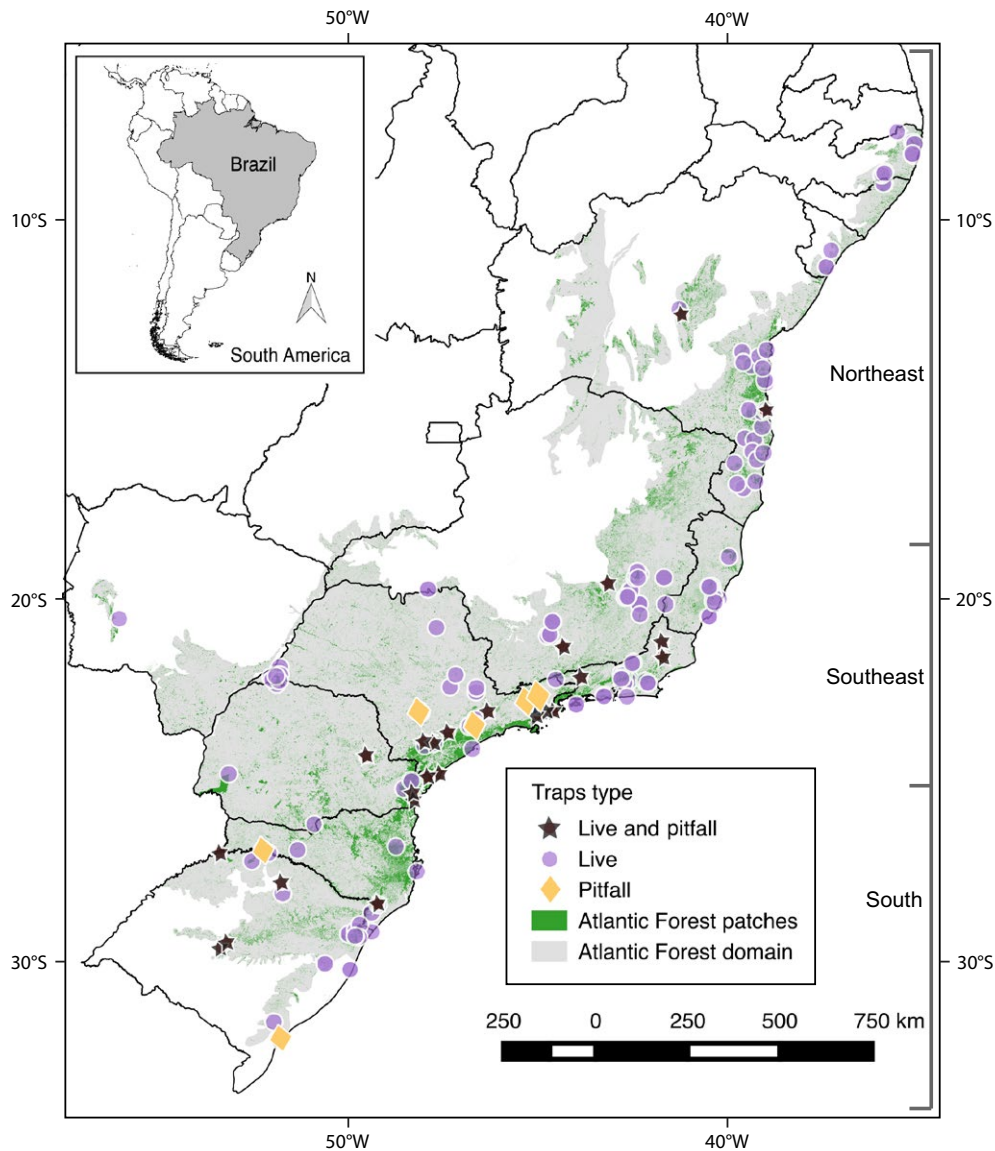 50°W 40°W
Brazil
N
South America
10°S 10°S
Northeast
20°S 20°S
Southeast
Traps type
Live and pitfall
Live
Pitfall
Atlantic Forest patches
Atlantic Forest domain
South
30°S 30°S
250 0 250 500 750 km
50°W 40°W